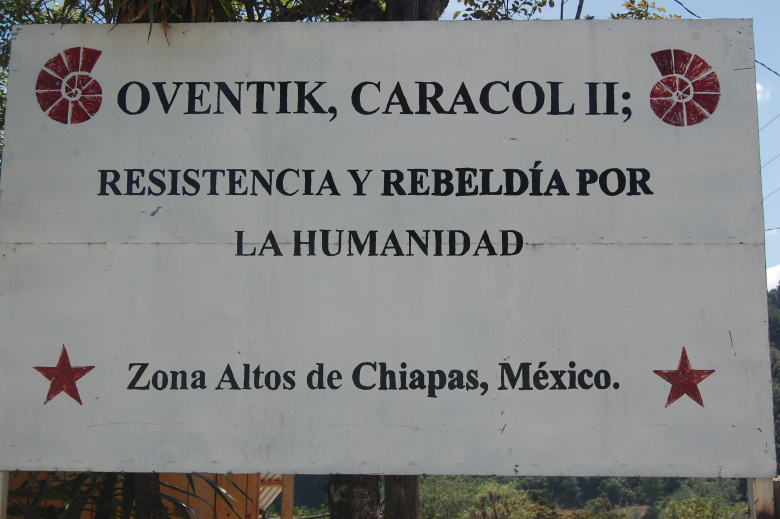 OVENTIK, CARACOL II;
RESISTENCIA Y REBELDÍA POR
LA HUMANIDAD
Zona Altos de Chiapas, México.